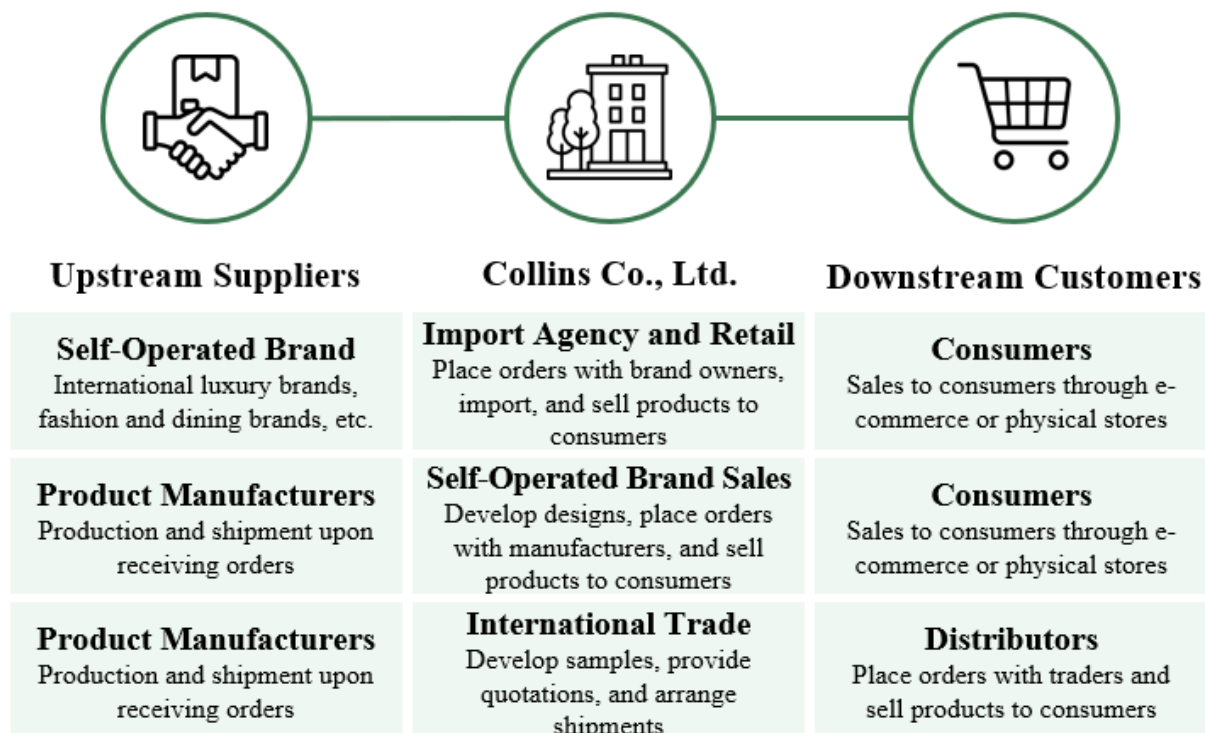 Upstream Suppliers
Collins Co., Ltd.
Downstream Customers
Self-Operated Brand
International luxury brands,
fashion and dining brands, etc.
Import Agency and Retail
Place orders with brand owners,
import, and sell products to
consumers
Consumers
Sales to consumers through e-
commerce or physical stores
Product Manufacturers
Production and shipment upon
receiving orders
Self-Operated Brand Sales
Develop designs, place orders
with manufacturers, and sell
products to consumers
Consumers
Sales to consumers through e-
commerce or physical stores
Product Manufacturers
Production and shipment upon
receiving orders
International Trade
Develop samples, provide
quotations, and arrange
shipments
Distributors
Place orders with traders and
sell products to consumers